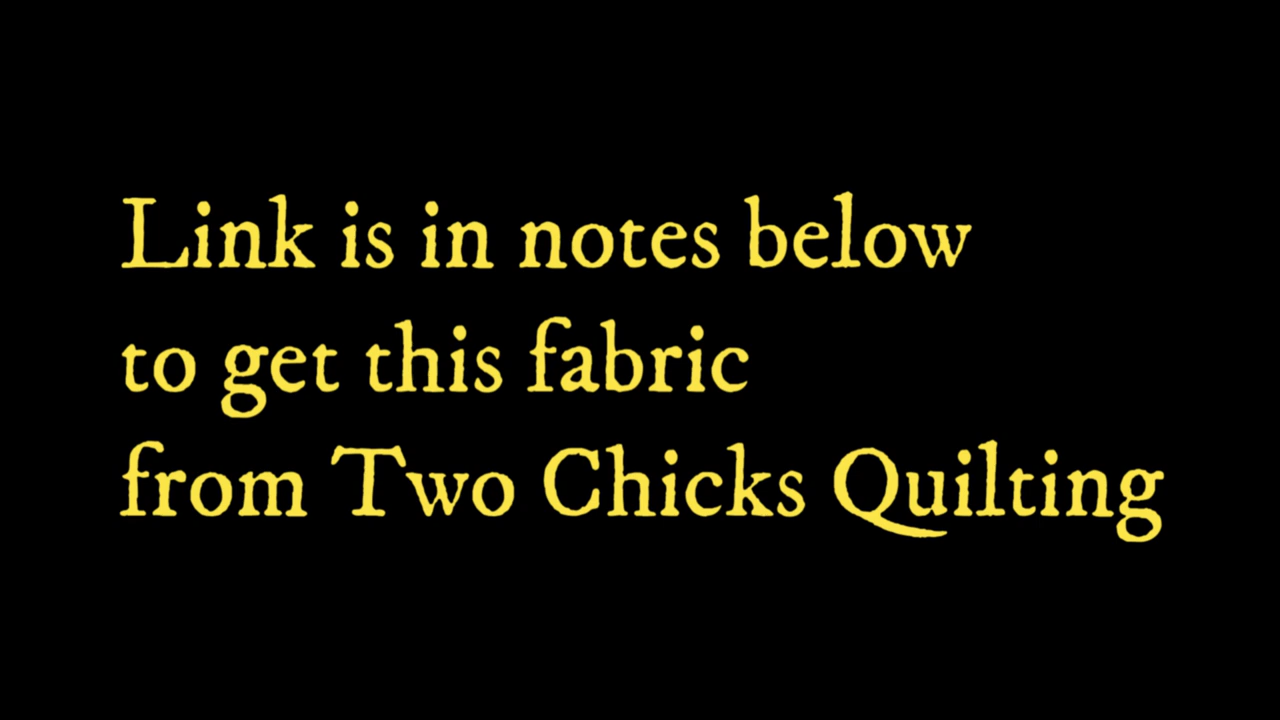 Link is in notes below
to get this fabric
from Two Chicks Quilting